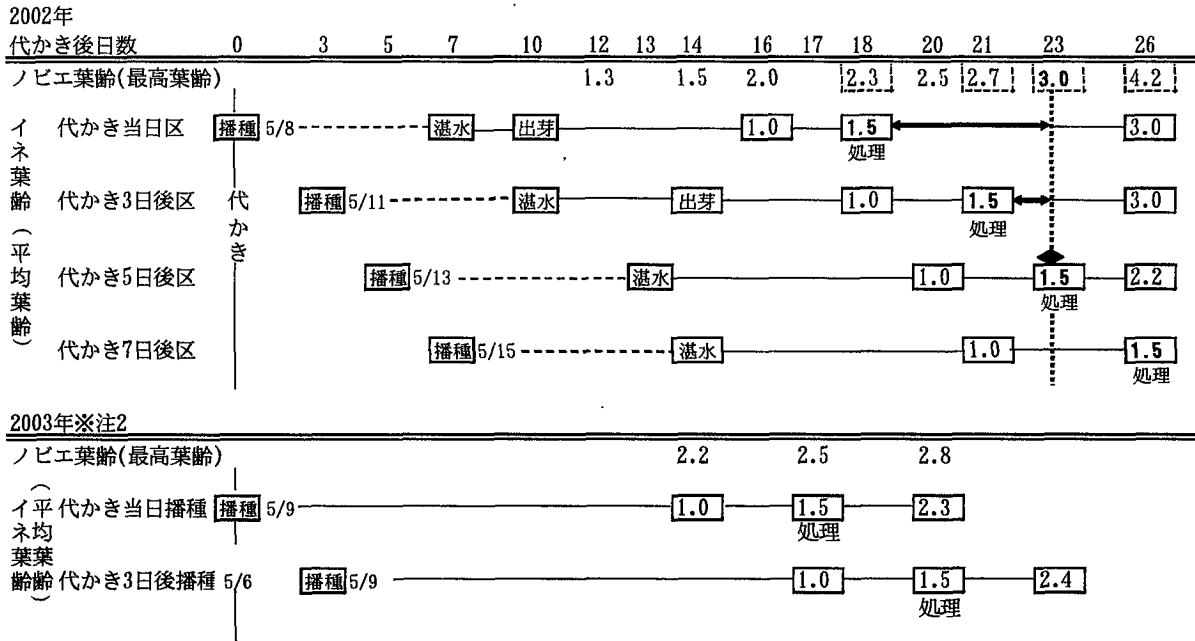 2002年
代かき後日数 0 3 5 7 10 12 13 14 16 17 18 20 21 23 26
ノビエ葉齢(最高葉齢) 1.3 1.5 2.0 2.3 2.5 2.7 3.0 4.2
イネ葉齢(平均葉齢)
代かき当日区 播種 5/8 湛水 出芽 1.0 1.5 3.0
処理
代かき3日後区 播種 5/11 湛水 出芽 1.0 1.5 3.0
処理
代かき
代かき5日後区 播種 5/13 湛水 1.0 1.5 2.2
処理
代かき7日後区 播種 5/15 湛水 1.0 1.5
処理
2003年※注2
ノビエ葉齢(最高葉齢) 2.2 2.5 2.8
イネ葉齢
(平均葉齢)
代かき当日播種 播種 5/9 1.0 1.5 2.3
処理
代かき3日後播種 5/6 播種 5/9 1.0 1.5 2.4
処理